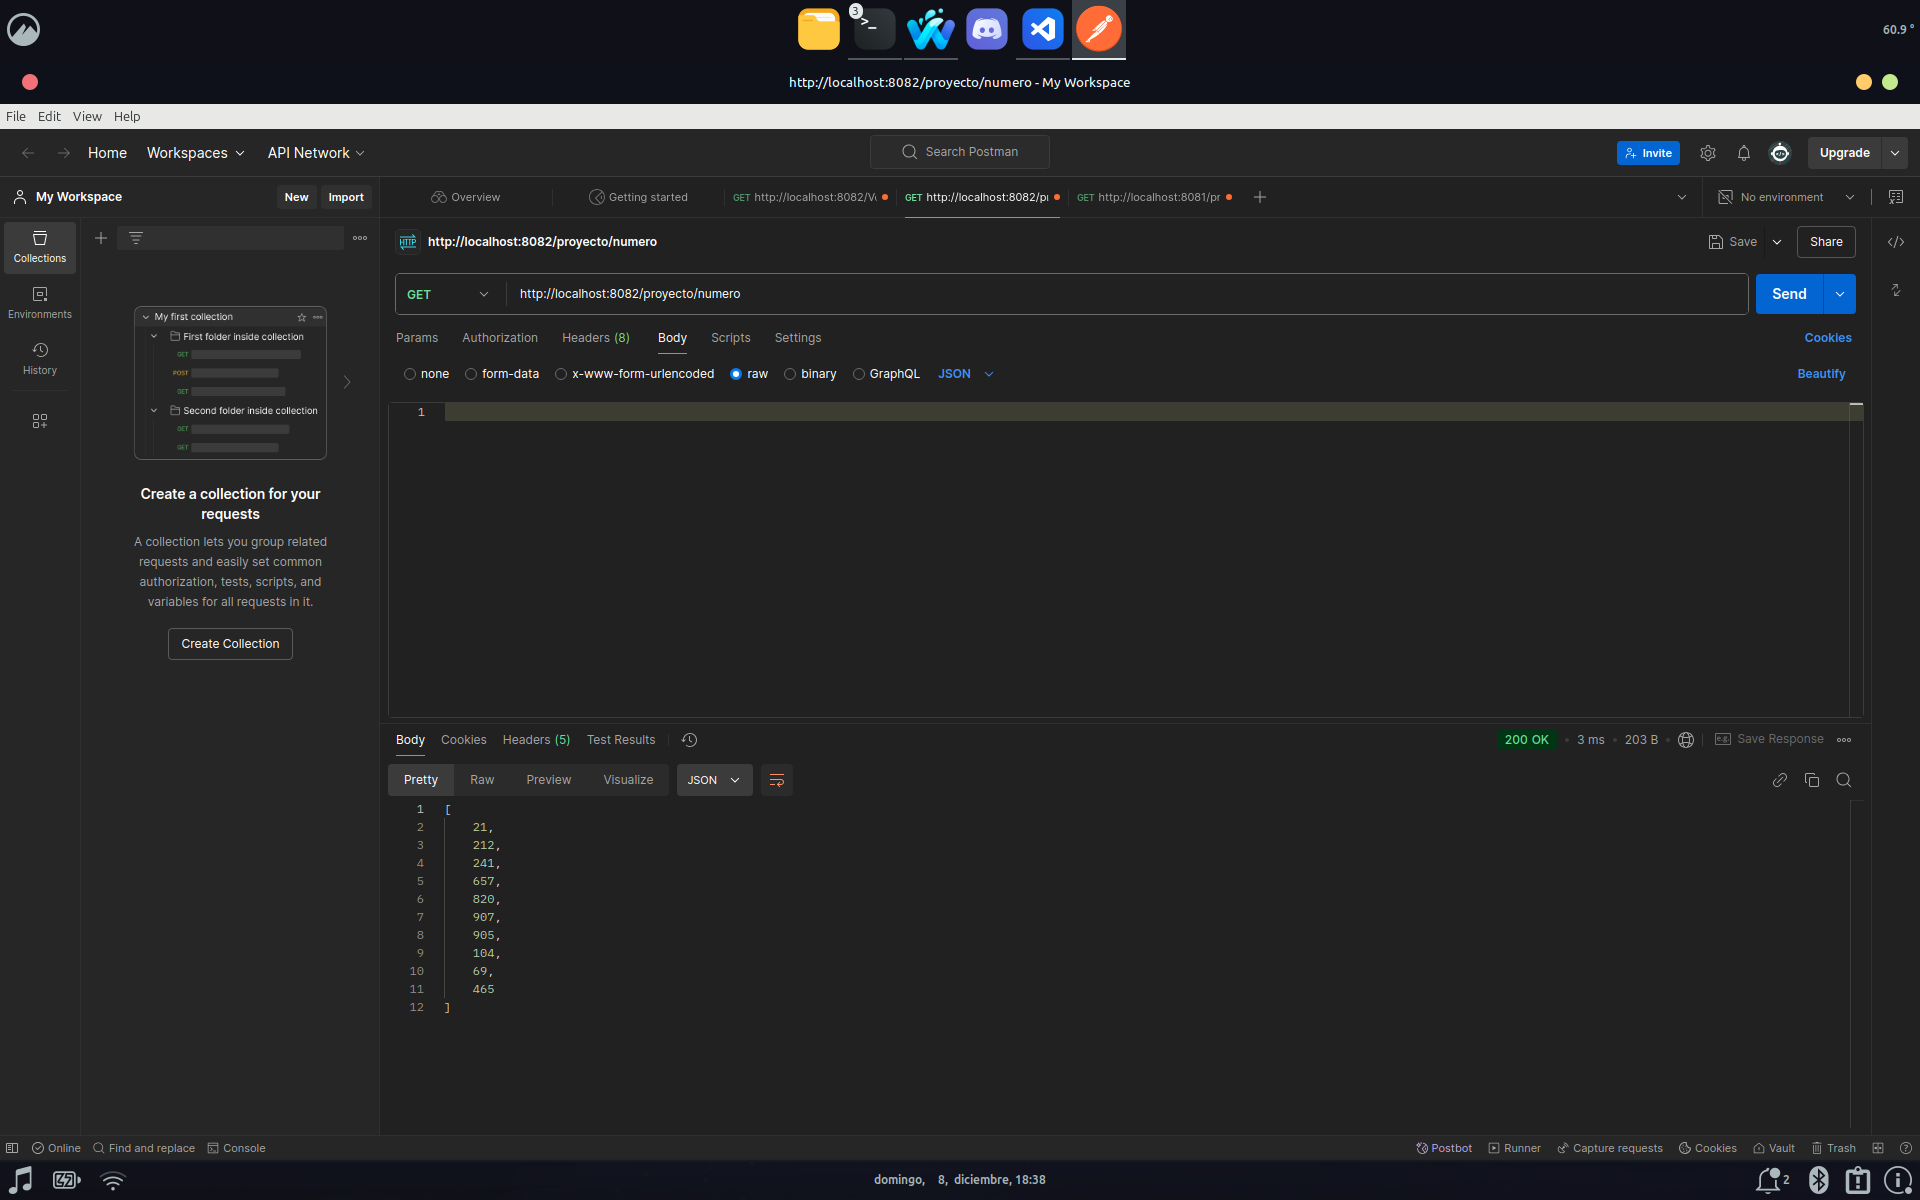 3
60.9 °
http://localhost:8082/proyecto/numero - My Workspace
File Edit View Help
Home Workspaces API Network
Search Postman
Invite
Upgrade
My Workspace
New Import
Overview
Getting started
GET http://localhost:8082/V
GET http://localhost:8082/p
GET http://localhost:8081/pr
No environment
Collections
Environments
History
HTTP http://localhost:8082/proyecto/numero
Save
Share
GET http://localhost:8082/proyecto/numero
Send
Params Authorization Headers (8) Body Scripts Settings
Cookies
none form-data x-www-form-urlencoded raw binary GraphQL JSON
Beautify
1
My first collection
First folder inside collection
GET
POST
GET
Second folder inside collection
GET
GET
Create a collection for your
requests
A collection lets you group related
requests and easily set common
authorization, tests, scripts, and
variables for all requests in it.
Create Collection
Body Cookies Headers (5) Test Results
200 OK • 3 ms • 203 B
e.g. Save Response
Pretty Raw Preview Visualize JSON
1 [
2 21,
3 212,
4 241,
5 657,
6 820,
7 907,
8 905,
9 104,
10 69,
11 465
12 ]
Online Find and replace Console
Postbot Runner Capture requests Cookies Vault Trash
domingo, 8, diciembre, 18:38
2